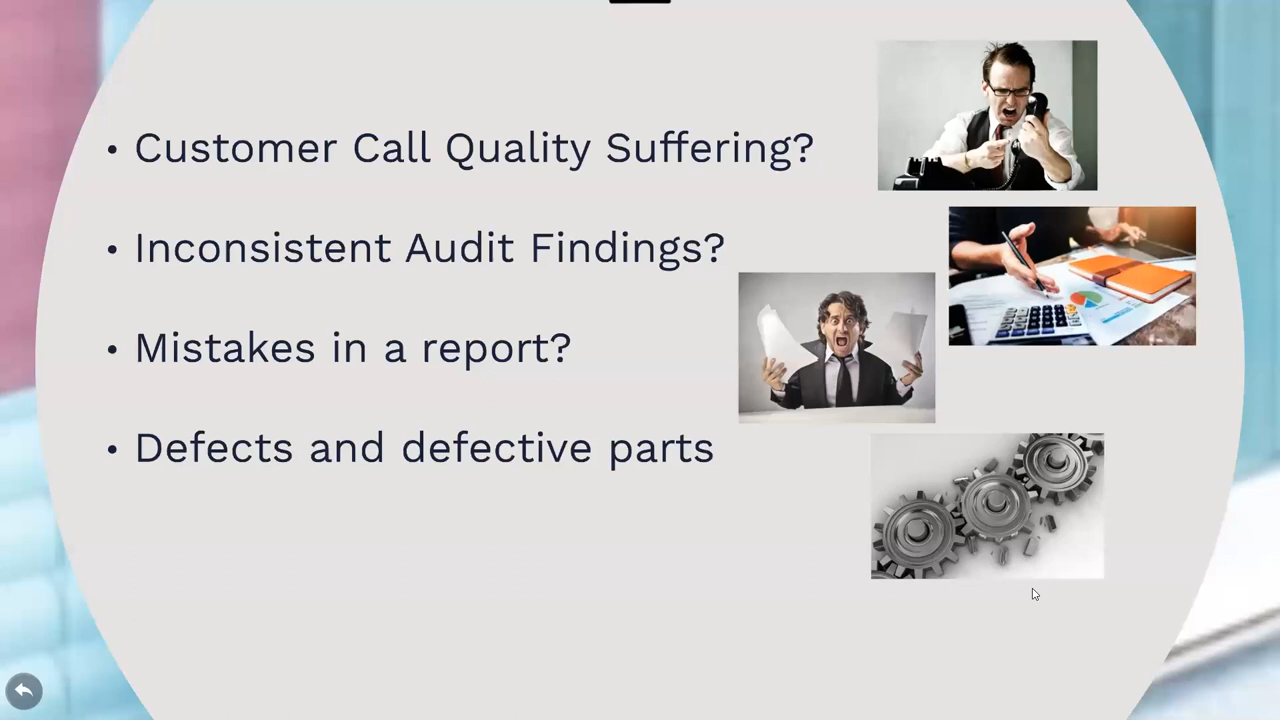 • Customer Call Quality Suffering?
• Inconsistent Audit Findings?
• Mistakes in a report?
• Defects and defective parts